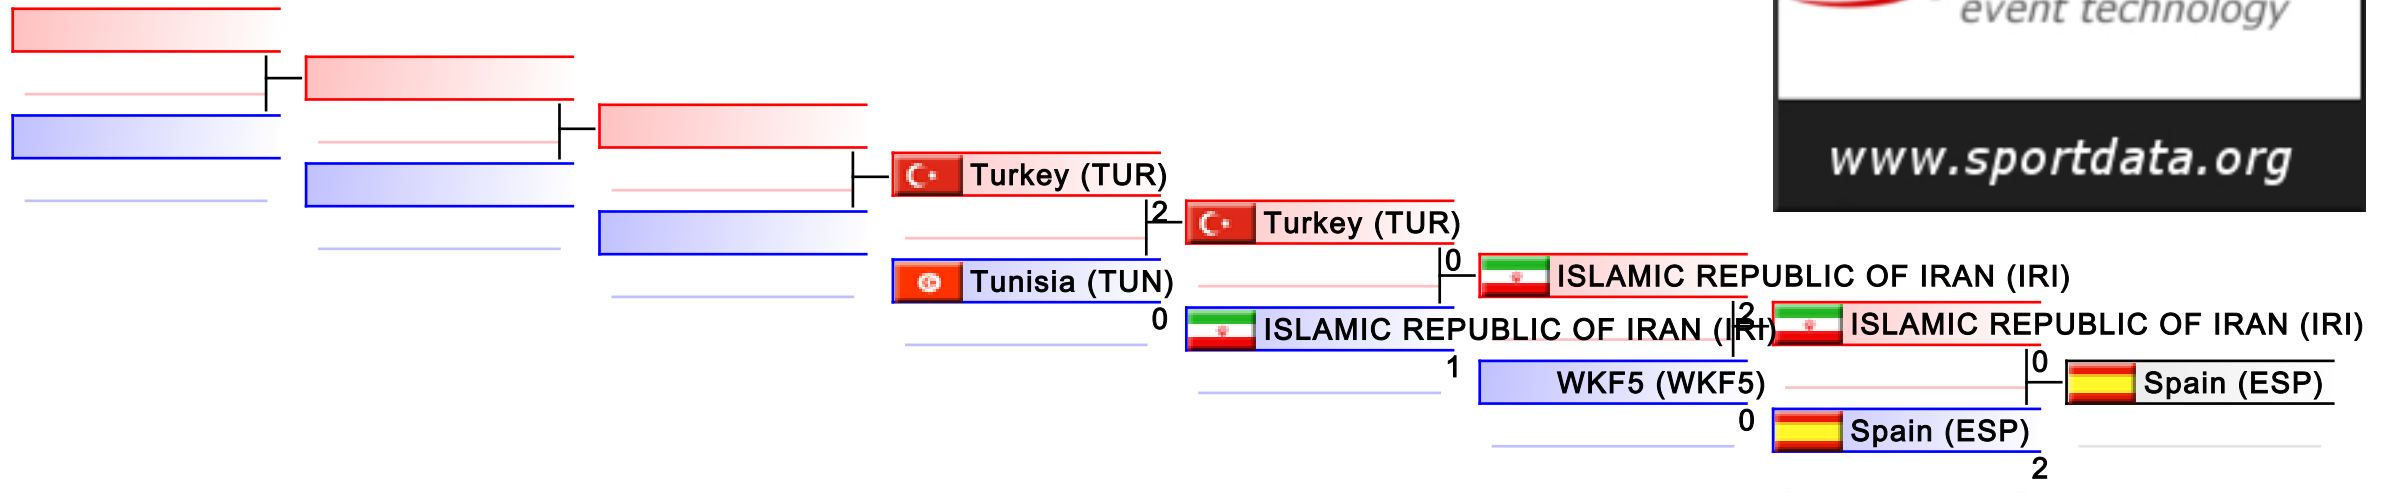 event technology
www.sportdata.org
Turkey (TUR)
2
Turkey (TUR)
0
Tunisia (TUN)
0
ISLAMIC REPUBLIC OF IRAN (IRI)
2
ISLAMIC REPUBLIC OF IRAN (IRI)
1
ISLAMIC REPUBLIC OF IRAN (IRI)
0
WKF5 (WKF5)
0
Spain (ESP)
Spain (ESP)
2